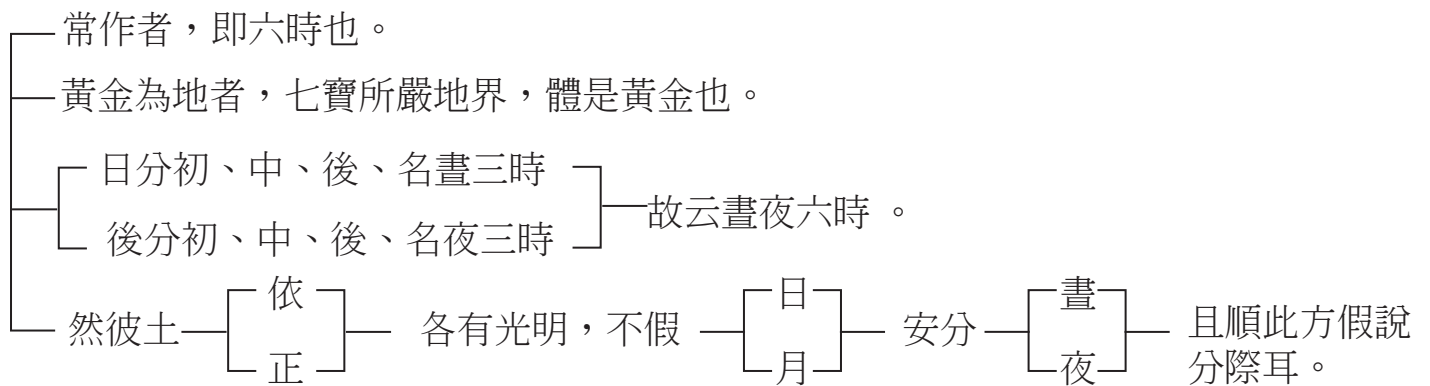 常作者，即六時也。
黃金為地者，七寶所嚴地界，體是黃金也。
日分初、中、後、名晝三時
後分初、中、後、名夜三時
故云晝夜六時 。
然彼土
依
正
各有光明，不假
日
月
安分
晝
夜
且順此方假說
分際耳。